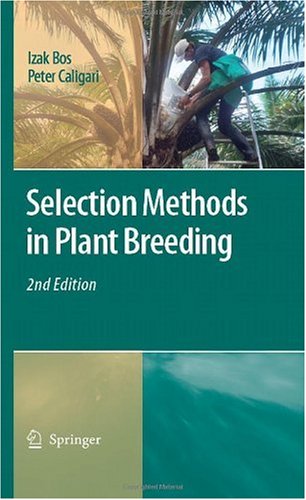 Izak Bos
Peter Caligari
Selection Methods
in Plant Breeding
2nd Edition
Springer